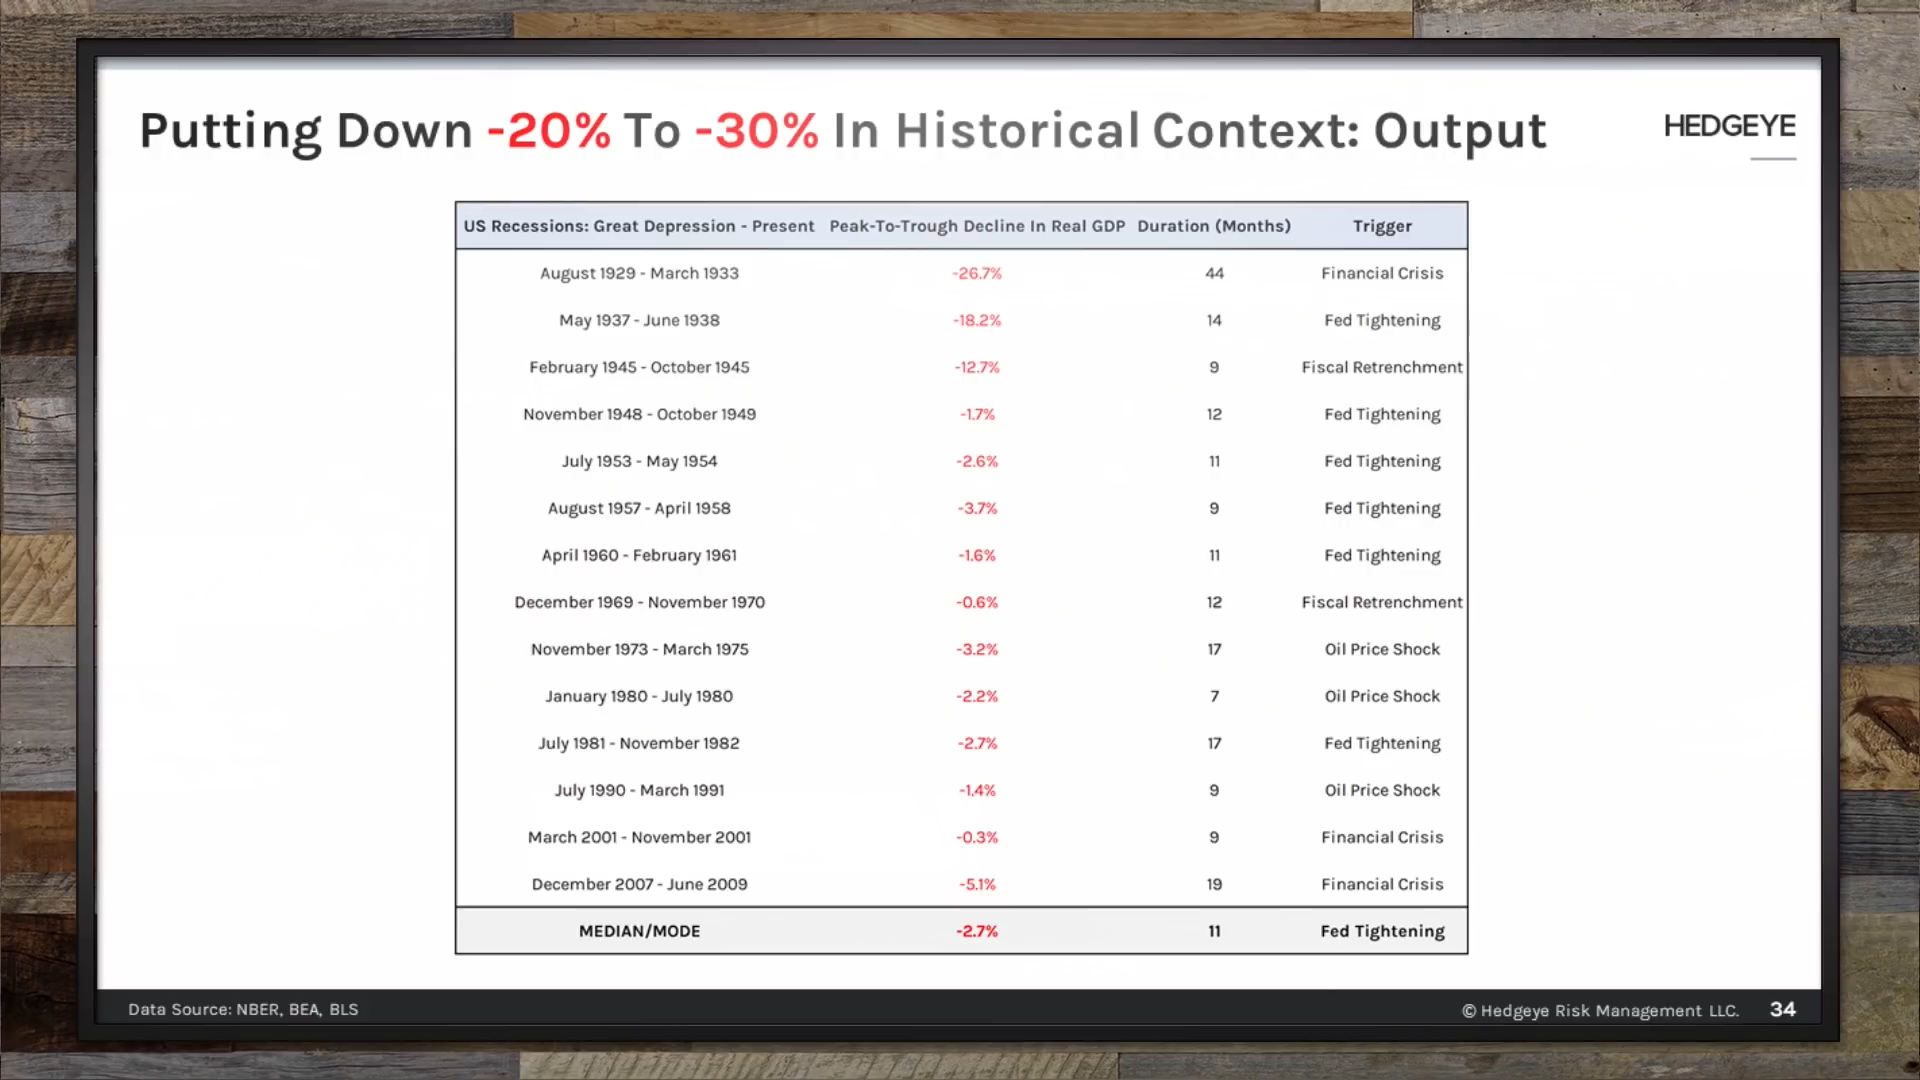 Putting Down -20% To -30% In Historical Context: Output
HEDGEYE
US Recessions: Great Depression - Present Peak-To-Trough Decline In Real GDP Duration (Months) Trigger
August 1929 - March 1933 -26.7% 44 Financial Crisis
May 1937 - June 1938 -18.2% 14 Fed Tightening
February 1945 - October 1945 -12.7% 9 Fiscal Retrenchment
November 1948 - October 1949 -1.7% 12 Fed Tightening
July 1953 - May 1954 -2.6% 11 Fed Tightening
August 1957 - April 1958 -3.7% 9 Fed Tightening
April 1960 - February 1961 -1.6% 11 Fed Tightening
December 1969 - November 1970 -0.6% 12 Fiscal Retrenchment
November 1973 - March 1975 -3.2% 17 Oil Price Shock
January 1980 - July 1980 -2.2% 7 Oil Price Shock
July 1981 - November 1982 -2.7% 17 Fed Tightening
July 1990 - March 1991 -1.4% 9 Oil Price Shock
March 2001 - November 2001 -0.3% 9 Financial Crisis
December 2007 - June 2009 -5.1% 19 Financial Crisis
MEDIAN/MODE -2.7% 11 Fed Tightening
Data Source: NBER, BEA, BLS
© Hedgeye Risk Management LLC. 34